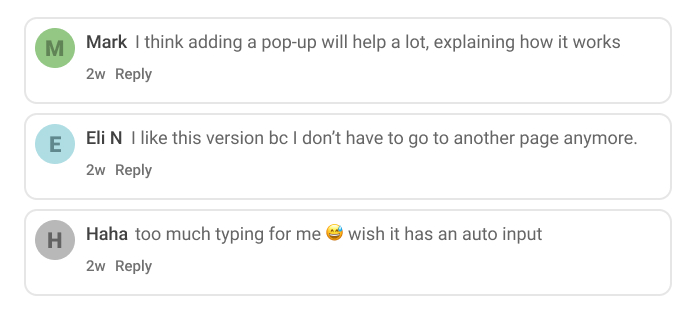 M
Mark I think adding a pop-up will help a lot, explaining how it works
2w Reply
E
Eli N I like this version bc I don’t have to go to another page anymore.
2w Reply
H
Haha too much typing for me 😅 wish it has an auto input
2w Reply